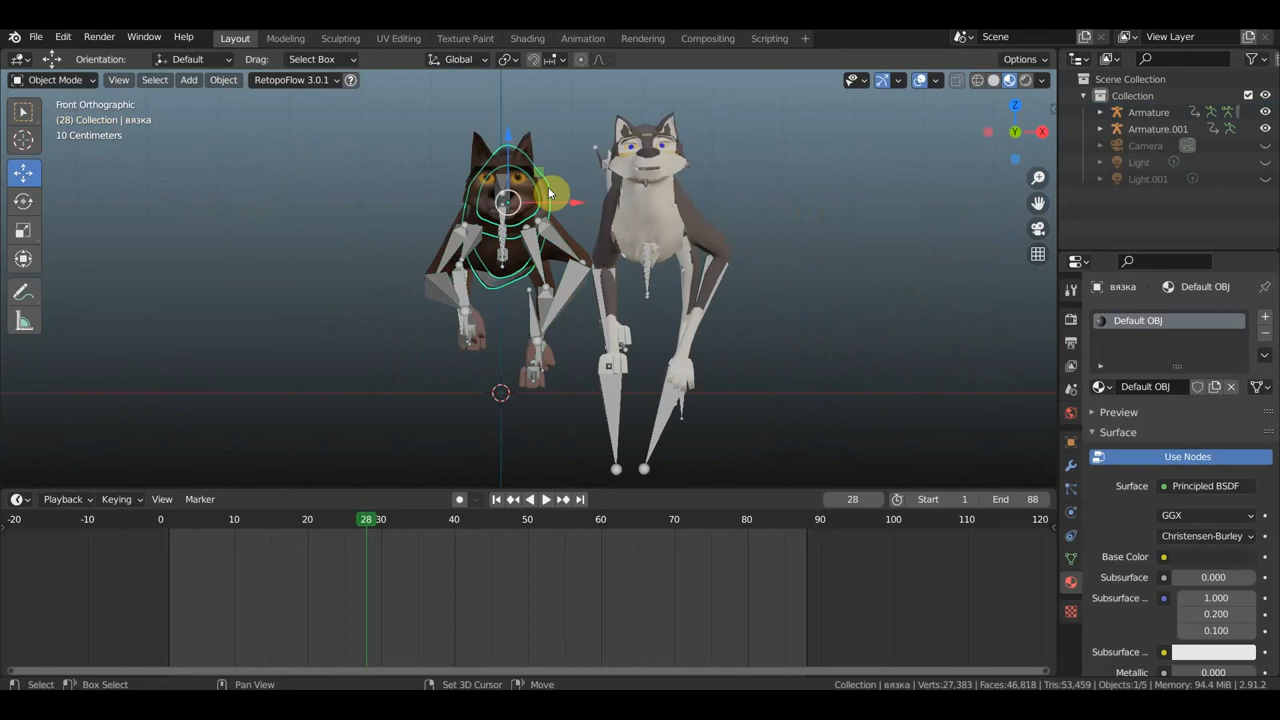 File Edit Render Window Help Layout Modeling Sculpting UV Editing Texture Paint Shading Animation Rendering Compositing Scripting + Scene View Layer
Orientation: Default Drag: Select Box Global Options
Object Mode View Select Add Object RetopoFlow 3.0.1
Front Orthographic
(28) Collection | вязка
10 Centimeters
Z
Y
X
Scene Collection
Collection
Armature
Armature.001
Camera
Light
Light.001
вязка Default OBJ
Default OBJ
Default OBJ
Preview
Surface
Use Nodes
Surface Principled BSDF
GGX
Christensen-Burley
Base Color
Subsurface 0.000
Subsurface ... 1.000
0.200
0.100
Subsurface ...
Metallic 0.000
Playback Keying View Marker 28 Start 1 End 88
-20 -10 0 10 20 28 30 40 50 60 70 80 90 100 110 120
Select Box Select Pan View Set 3D Cursor Move Collection | вязка | Verts:27,383 | Faces:46,818 | Tris:53,459 | Objects:1/5 | Memory: 94.4 MiB | 2.91.2